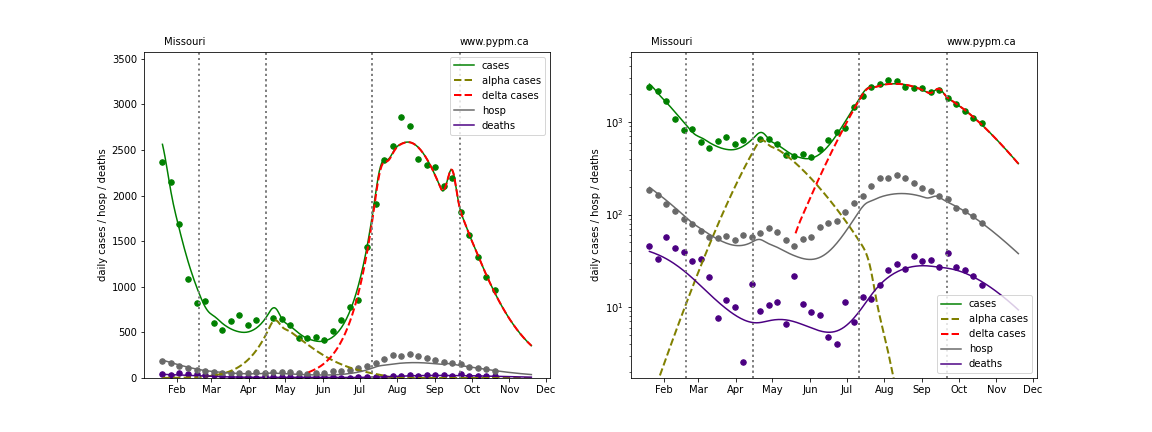 Missouri
www.pypm.ca
3500
3000
2500
2000
1500
1000
500
0
daily cases / hosp / deaths
cases
alpha cases
delta cases
hosp
deaths
Feb Mar Apr May Jun Jul Aug Sep Oct Nov Dec
Missouri
www.pypm.ca
10³
10²
10¹
daily cases / hosp / deaths
cases
alpha cases
delta cases
hosp
deaths
Feb Mar Apr May Jun Jul Aug Sep Oct Nov Dec